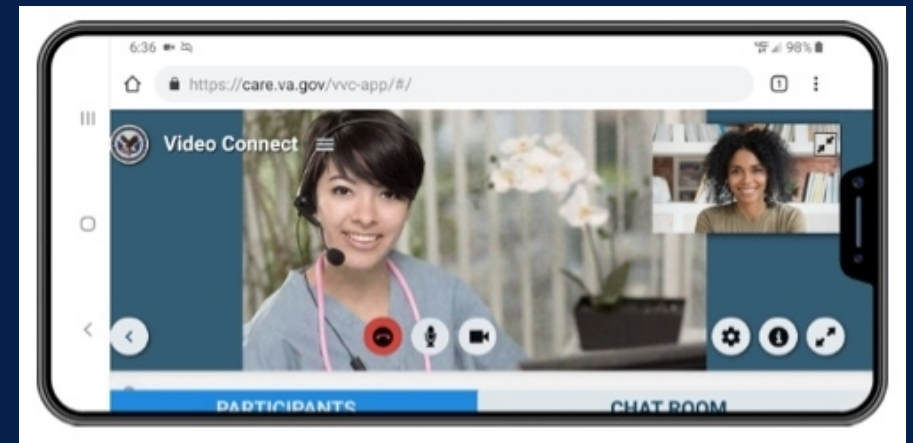 6:36 98%
https://care.va.gov/vvc-app/#/ 1
Video Connect
PARTICIPANTS CHAT ROOM